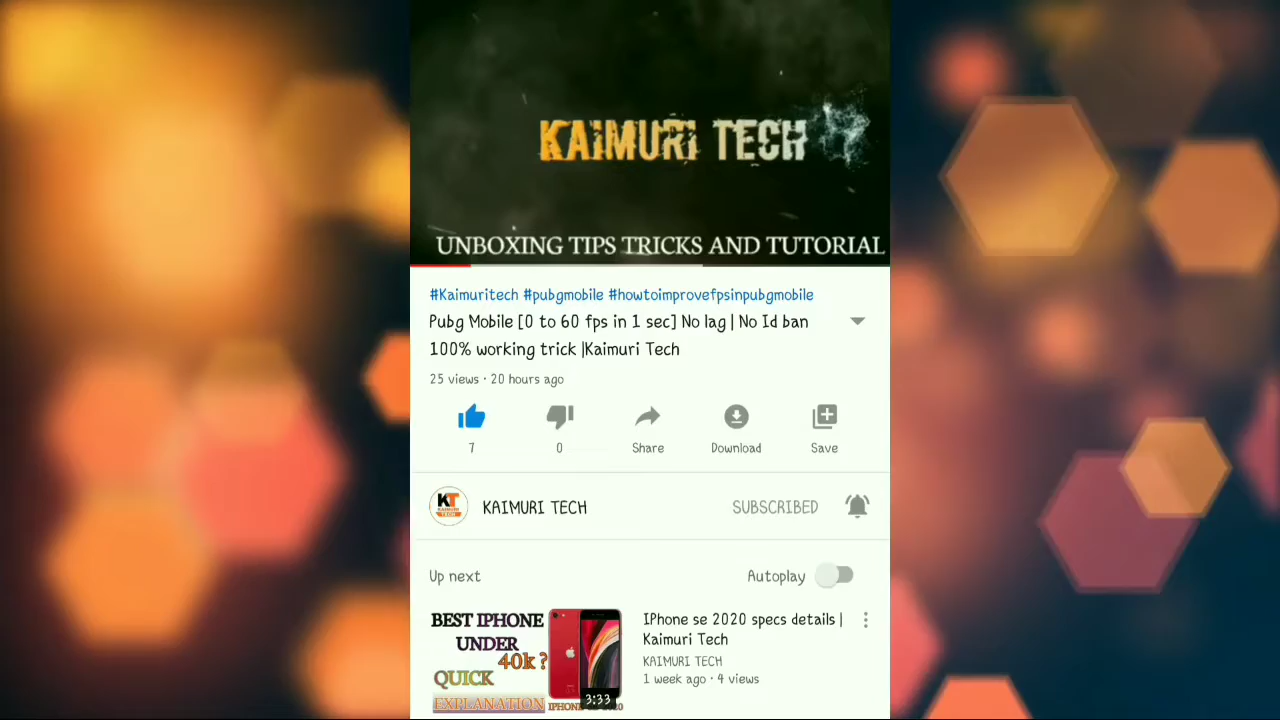 KAIMURI TECH
UNBOXING TIPS TRICKS AND TUTORIAL
#Kaimuritech #pubgmobile #howtoimprovefpsinpubgmobile
Pubg Mobile [0 to 60 fps in 1 sec] No lag | No Id ban
100% working trick |Kaimuri Tech
25 views · 20 hours ago
7
0
Share
Download
Save
KT
KAIMURI
TECH
KAIMURI TECH
SUBSCRIBED
Up next
Autoplay
BEST IPHONE
UNDER
40k ?
QUICK
EXPLANATION
3:33
IPhone se 2020 specs details |
Kaimuri Tech
KAIMURI TECH
1 week ago · 4 views